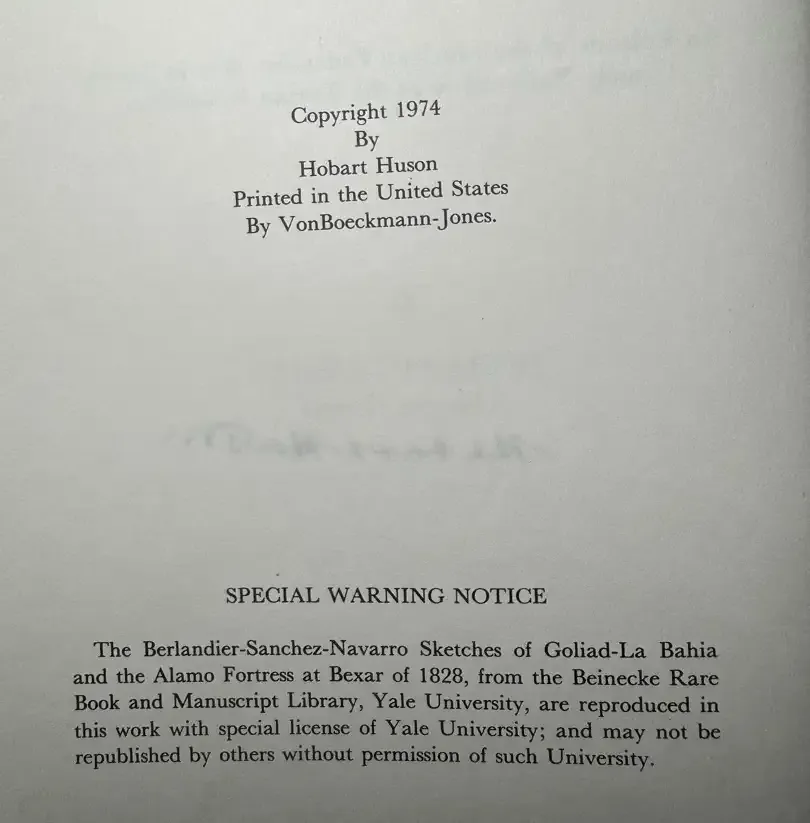 Copyright 1974
By
Hobart Huson
Printed in the United States
By VonBoeckmann-Jones.
SPECIAL WARNING NOTICE
The Berlandier-Sanchez-Navarro Sketches of Goliad-La Bahia
and the Alamo Fortress at Bexar of 1828, from the Beinecke Rare
Book and Manuscript Library, Yale University, are reproduced in
this work with special license of Yale University; and may not be
republished by others without permission of such University.